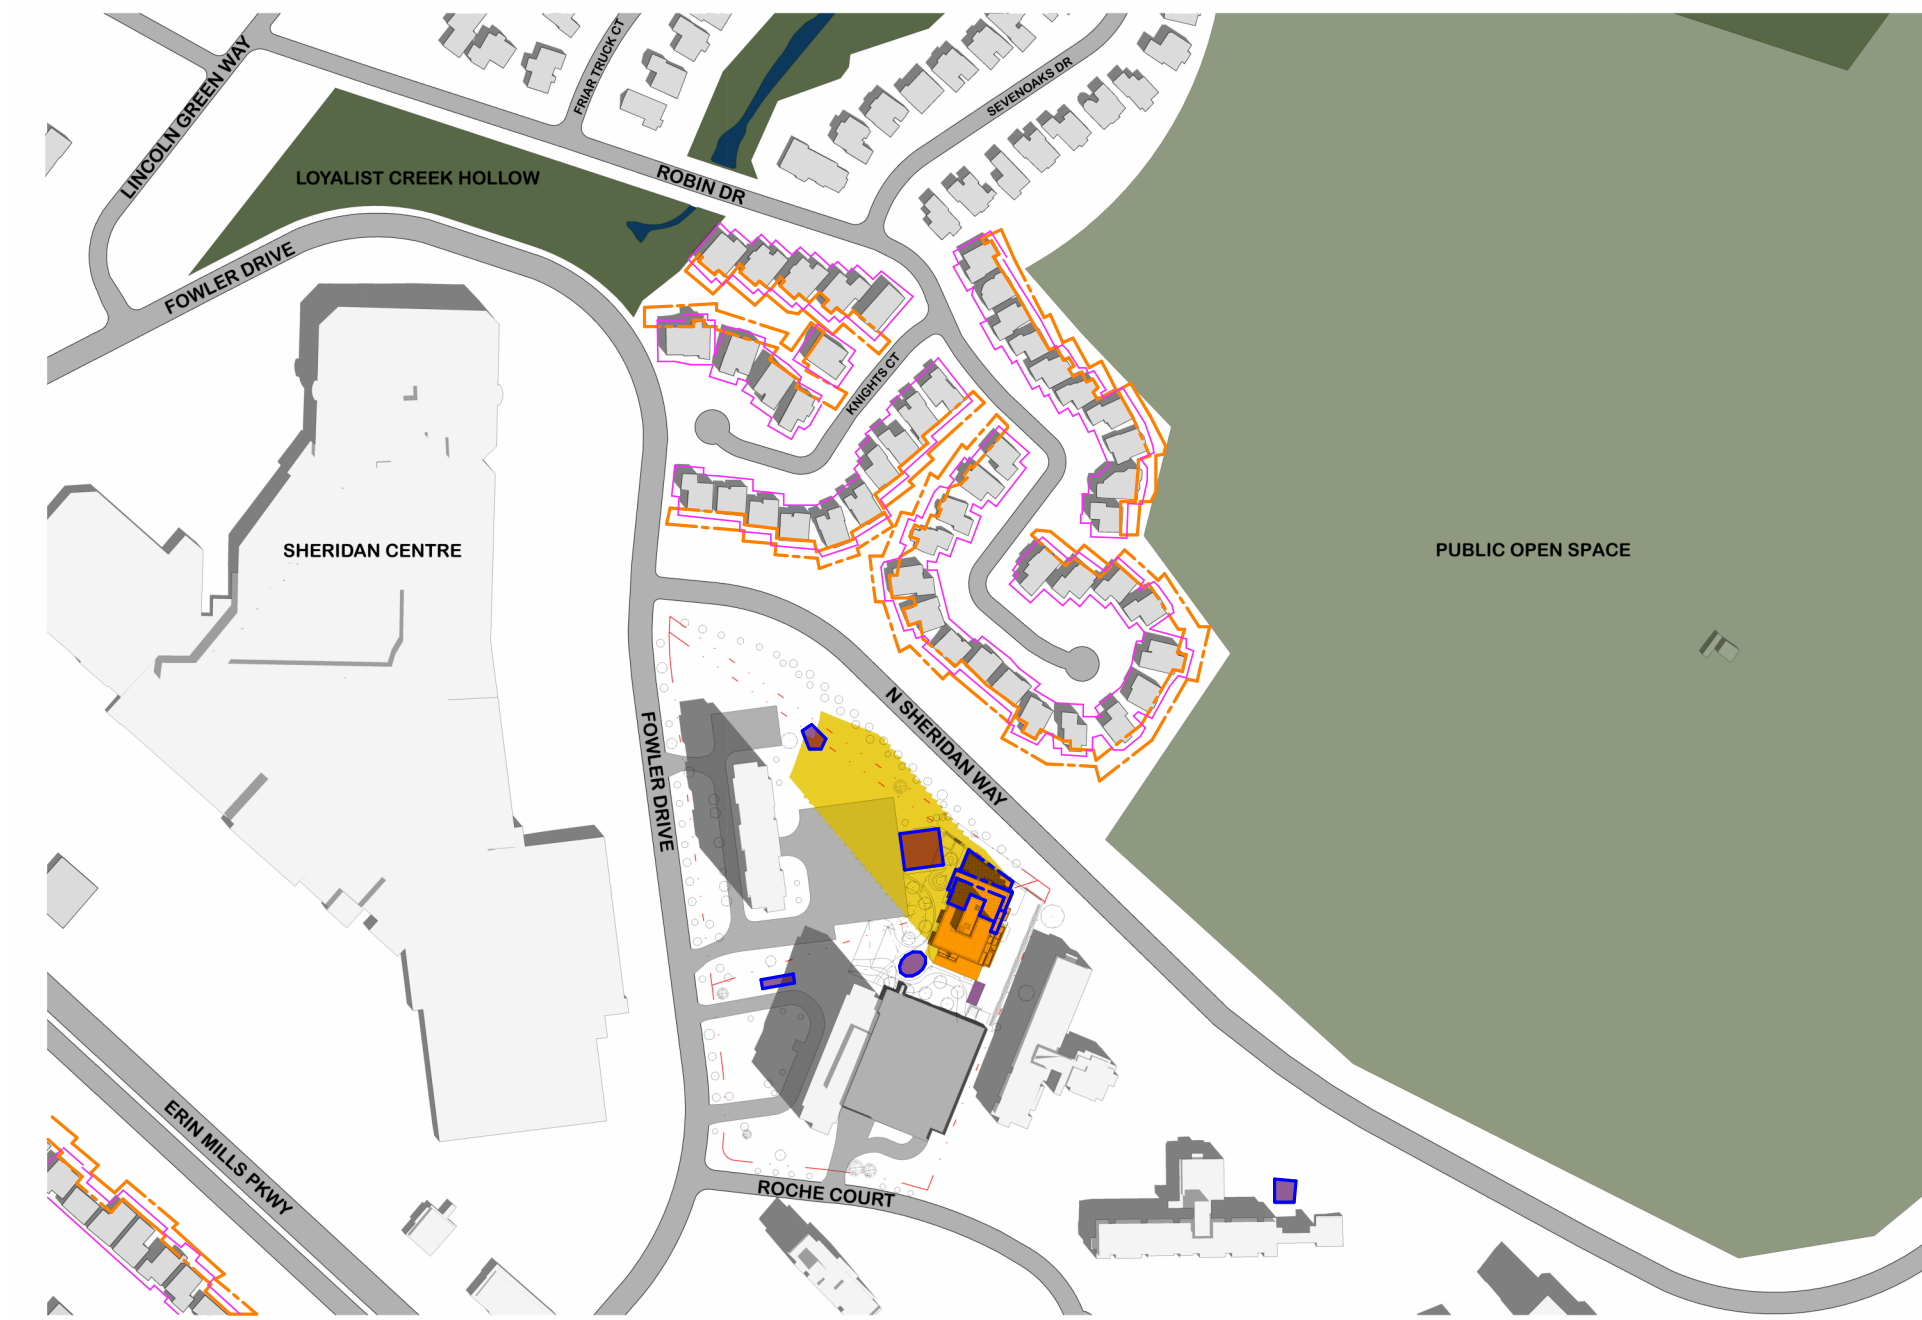 LINCOLN GREEN WAY
FRIAR TRUCK CT
SEVENOAKS DR
LOYALIST CREEK HOLLOW
ROBIN DR
FOWLER DRIVE
KNIGHTS CT
SHERIDAN CENTRE
PUBLIC OPEN SPACE
N SHERIDAN WAY
FOWLER DRIVE
ERIN MILLS PKWY
ROCHE COURT